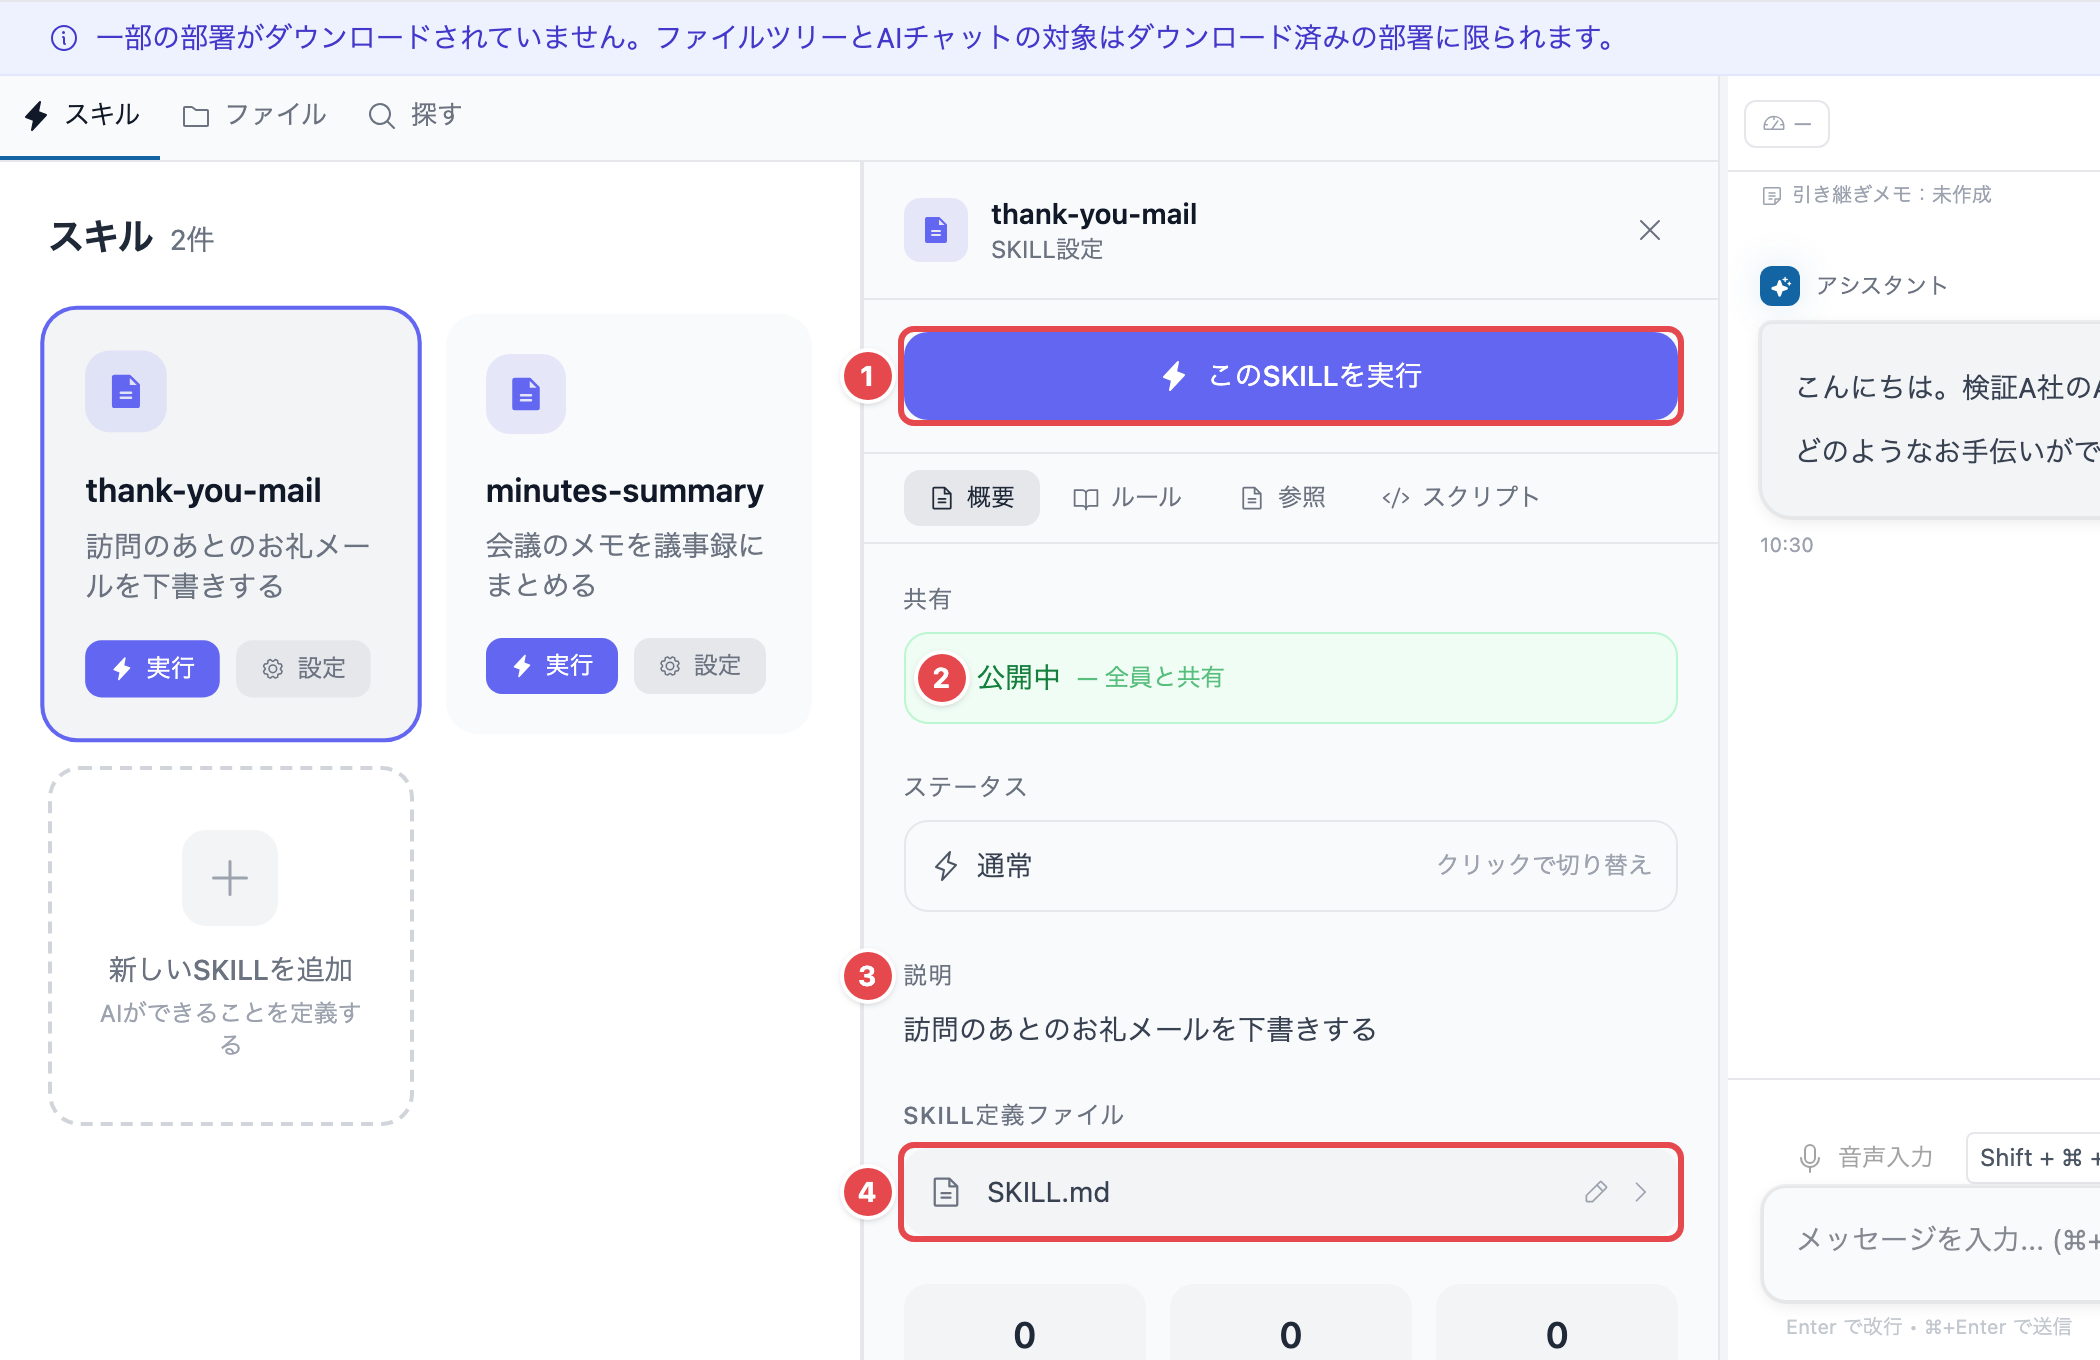 一部の部署がダウンロードされていません。ファイルツリーとAIチャットの対象はダウンロード済みの部署に限られます。
スキル
ファイル
探す
スキル 2件
thank-you-mail
訪問のあとのお礼メー
ルを下書きする
実行
設定
minutes-summary
会議のメモを議事録に
まとめる
実行
設定
新しいSKILLを追加
AIができることを定義す
る
thank-you-mail
SKILL設定
1
このSKILLを実行
概要
ルール
参照
スクリプト
共有
2
公開中 — 全員と共有
ステータス
通常
クリックで切り替え
3
説明
訪問のあとのお礼メールを下書きする
SKILL定義ファイル
4
SKILL.md
0
0
0
—
引き継ぎメモ：未作成
アシスタント
こんにちは。検証A社のA
どのようなお手伝いがで
10:30
音声入力
Shift + ⌘ +
メッセージを入力... (⌘+
Enter で改行・⌘+Enter で送信